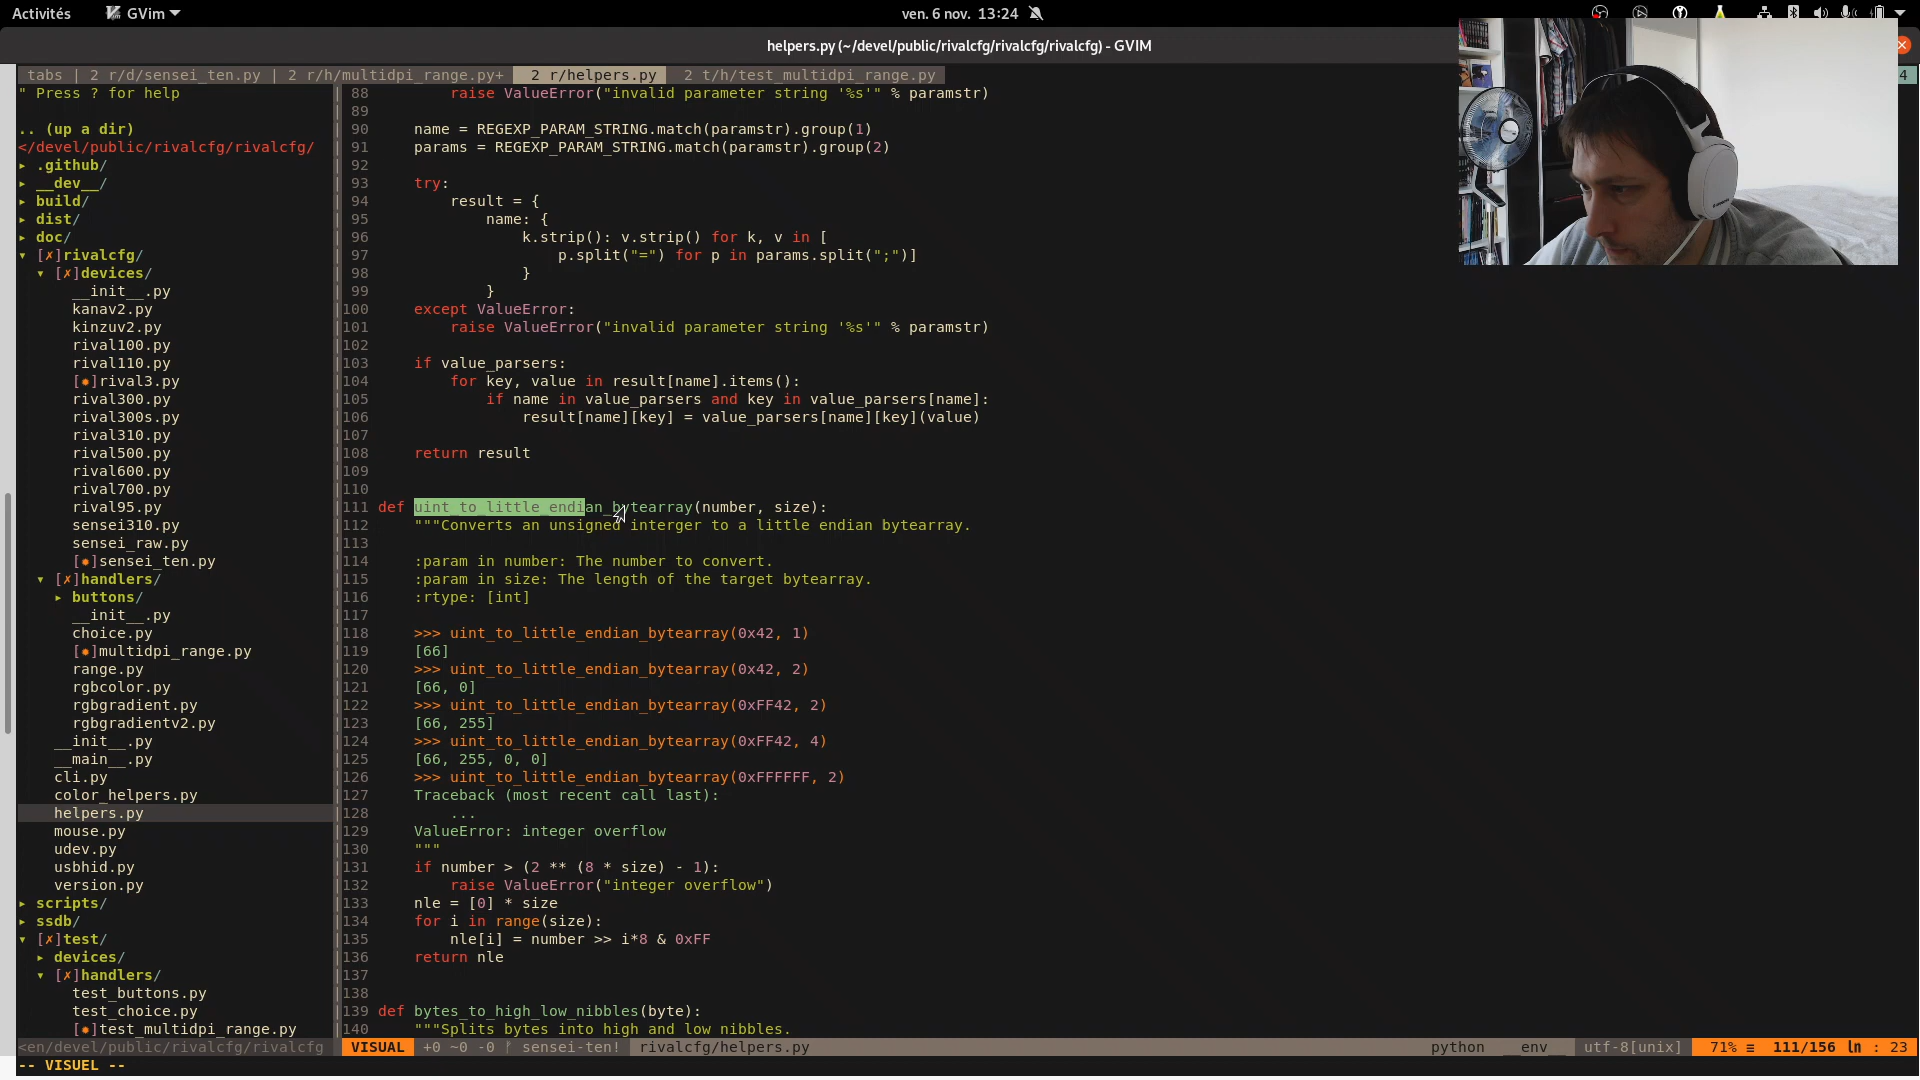 Activités
GVim
ven. 6 nov. 13:24
helpers.py (~/devel/public/rivalcfg/rivalcfg/rivalcfg) - GVIM
tabs | 2 r/d/sensei_ten.py | 2 r/h/multidpi_range.py+ 2 r/helpers.py 2 t/h/test_multidpi_range.py
4
" Press ? for help
.. (up a dir)
</devel/public/rivalcfg/rivalcfg/
▸ .github/
▸ __dev__/
▸ build/
▸ dist/
▸ doc/
▾ [✗]rivalcfg/
▾ [✗]devices/
__init__.py
kanav2.py
kinzuv2.py
rival100.py
rival110.py
[✹]rival3.py
rival300.py
rival300s.py
rival310.py
rival500.py
rival600.py
rival700.py
rival95.py
sensei310.py
sensei_raw.py
[✹]sensei_ten.py
▾ [✗]handlers/
▸ buttons/
__init__.py
choice.py
[✹]multidpi_range.py
range.py
rgbcolor.py
rgbgradient.py
rgbgradientv2.py
__init__.py
__main__.py
cli.py
color_helpers.py
helpers.py
mouse.py
udev.py
usbhid.py
version.py
▸ scripts/
▸ ssdb/
▾ [✗]test/
▸ devices/
▾ [✗]handlers/
test_buttons.py
test_choice.py
[✹]test_multidpi_range.py
<en/devel/public/rivalcfg/rivalcfg
88 raise ValueError("invalid parameter string '%s'" % paramstr)
89
90 name = REGEXP_PARAM_STRING.match(paramstr).group(1)
91 params = REGEXP_PARAM_STRING.match(paramstr).group(2)
92
93 try:
94 result = {
95 name: {
96 k.strip(): v.strip() for k, v in [
97 p.split("=") for p in params.split(";")]
98 }
99 }
100 except ValueError:
101 raise ValueError("invalid parameter string '%s'" % paramstr)
102
103 if value_parsers:
104 for key, value in result[name].items():
105 if name in value_parsers and key in value_parsers[name]:
106 result[name][key] = value_parsers[name][key](value)
107
108 return result
109
110
111 def uint_to_little_endian_bytearray(number, size):
112 """Converts an unsigned interger to a little endian bytearray.
113
114 :param in number: The number to convert.
115 :param in size: The length of the target bytearray.
116 :rtype: [int]
117
118 >>> uint_to_little_endian_bytearray(0x42, 1)
119 [66]
120 >>> uint_to_little_endian_bytearray(0x42, 2)
121 [66, 0]
122 >>> uint_to_little_endian_bytearray(0xFF42, 2)
123 [66, 255]
124 >>> uint_to_little_endian_bytearray(0xFF42, 4)
125 [66, 255, 0, 0]
126 >>> uint_to_little_endian_bytearray(0xFFFFFF, 2)
127 Traceback (most recent call last):
128 ...
129 ValueError: integer overflow
130 """
131 if number > (2 ** (8 * size) - 1):
132 raise ValueError("integer overflow")
133 nle = [0] * size
134 for i in range(size):
135 nle[i] = number >> i*8 & 0xFF
136 return nle
137
138
139 def bytes_to_high_low_nibbles(byte):
140 """Splits bytes into high and low nibbles.
VISUAL +0 ~0 -0 ᚠ sensei-ten! rivalcfg/helpers.py python __env__ utf-8[unix] 71% ≡ 111/156 ㏑ : 23
-- VISUEL --